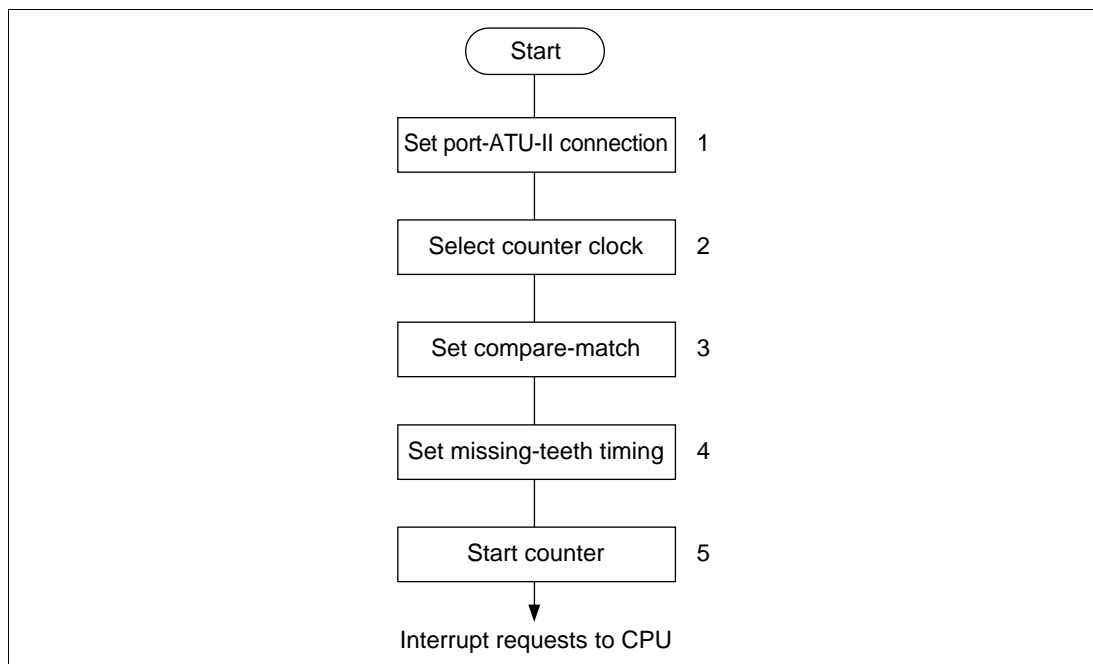 Start
Set port-ATU-II connection 1
Select counter clock 2
Set compare-match 3
Set missing-teeth timing 4
Start counter 5
Interrupt requests to CPU